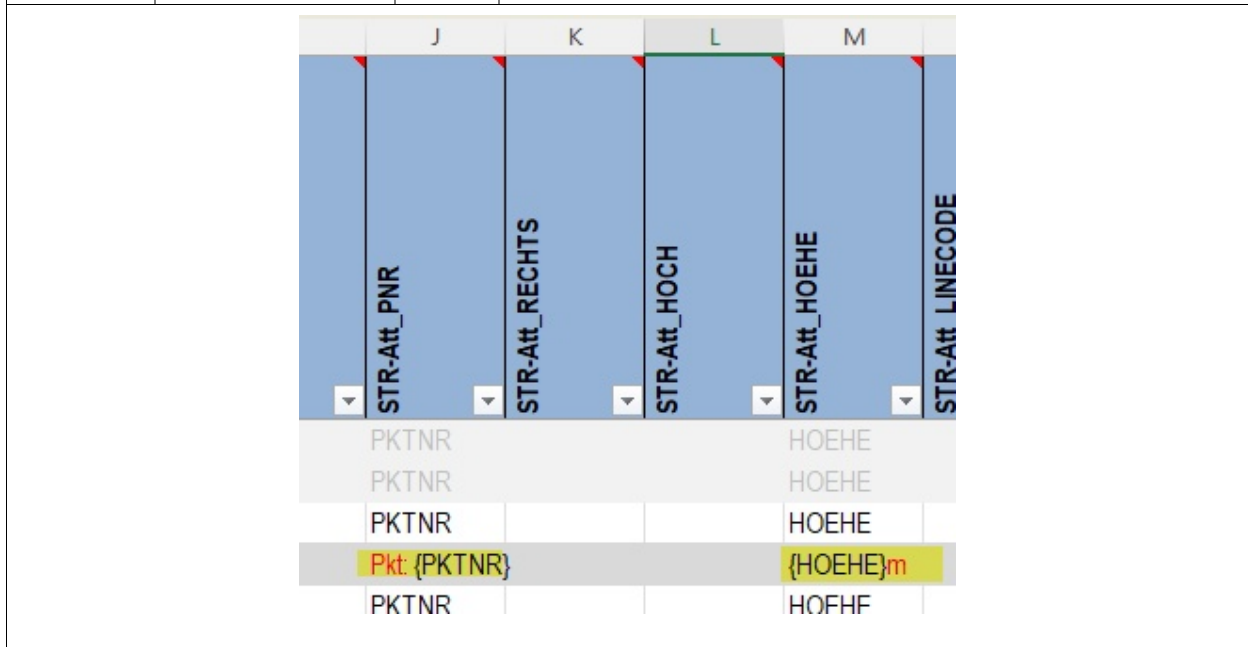 J K L M
STR-Att_PNR
STR-Att_RECHTS
STR-Att_HOCH
STR-Att_HOEHE
STR-Att_LINECODE
PKTNR HOEHE
PKTNR HOEHE
PKTNR HOEHE
Pkt: {PKTNR} {HOEHE}m
PKTNR HOEHE